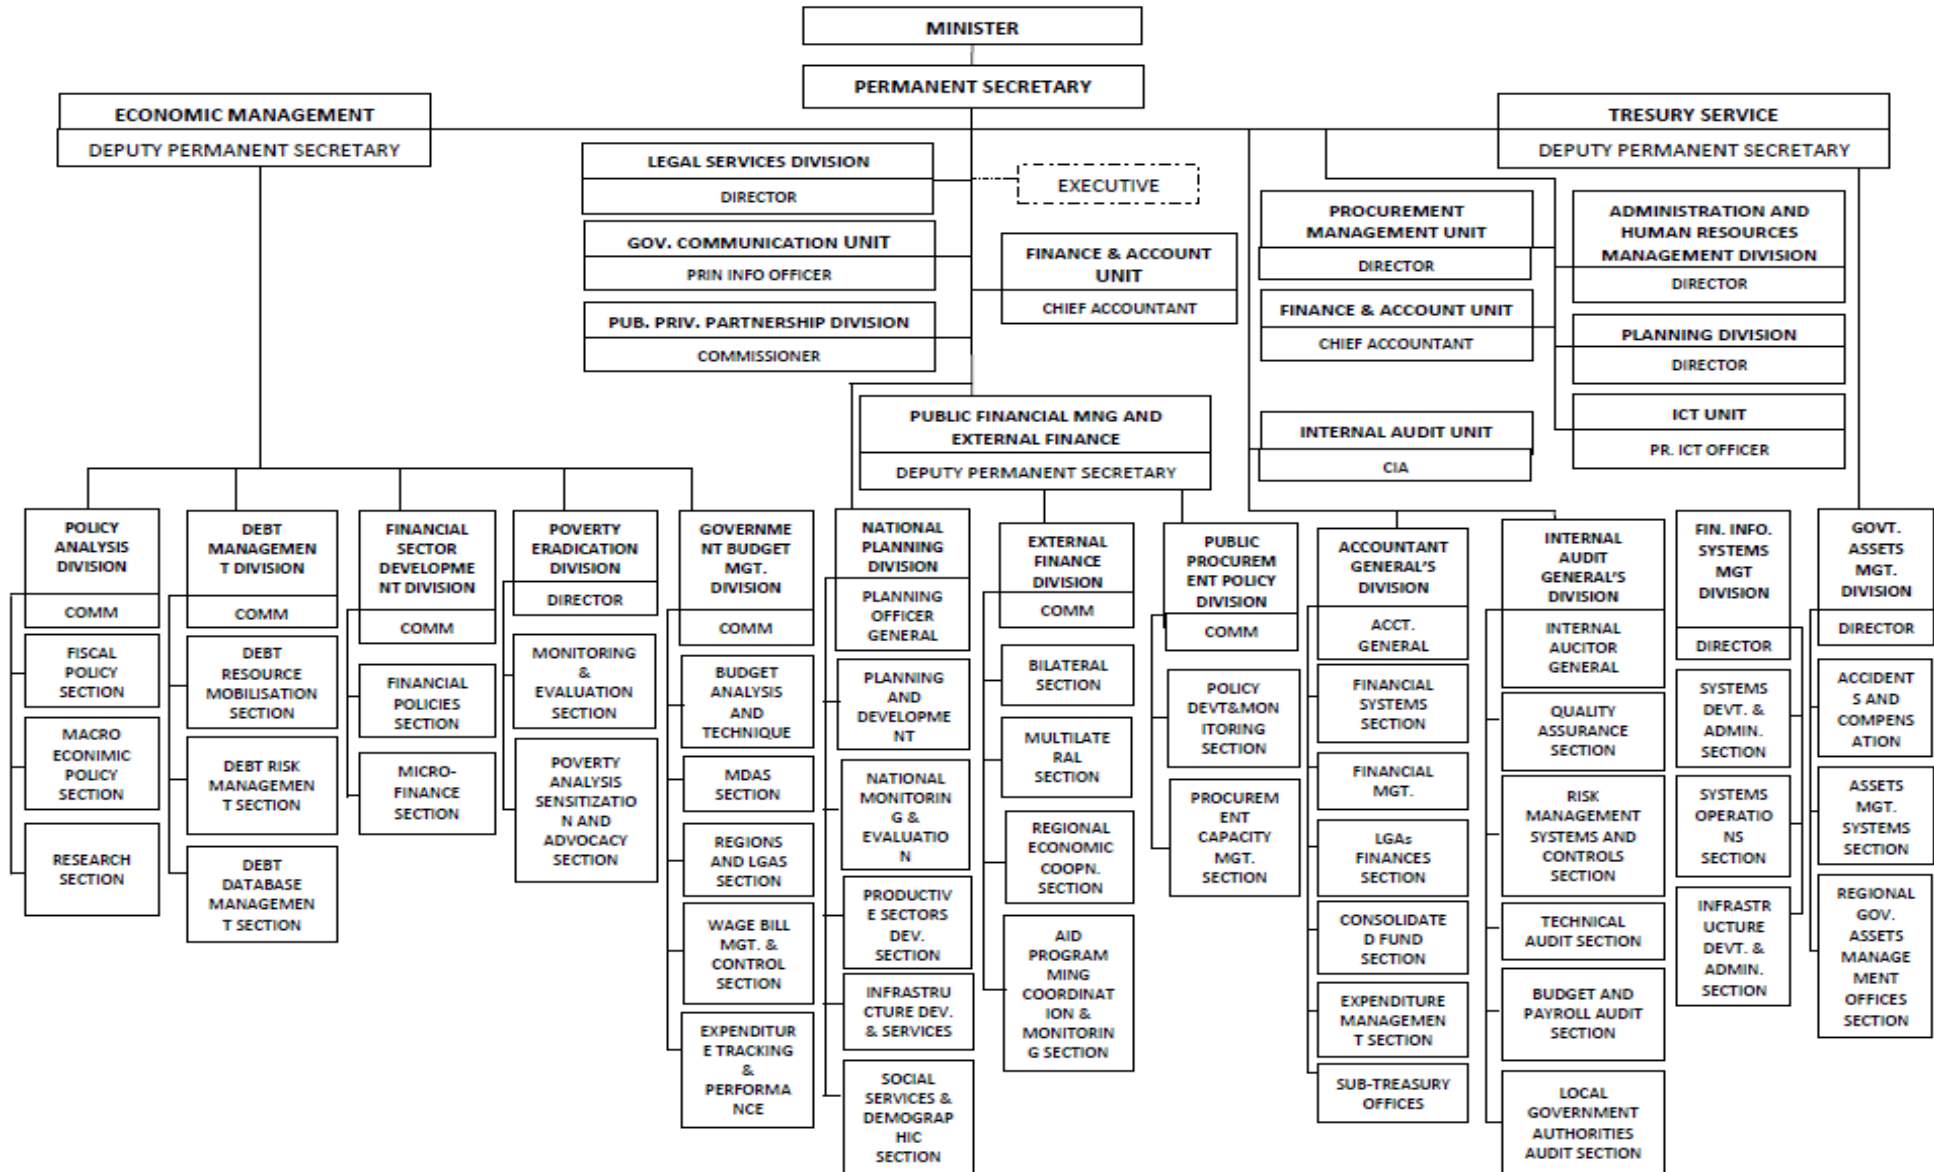 MINISTER
PERMANENT SECRETARY
ECONOMIC MANAGEMENT
DEPUTY PERMANENT SECRETARY
TRESURY SERVICE
DEPUTY PERMANENT SECRETARY
LEGAL SERVICES DIVISION
DIRECTOR
EXECUTIVE
GOV. COMMUNICATION UNIT
PRIN INFO OFFICER
FINANCE & ACCOUNT
UNIT
CHIEF ACCOUNTANT
PUB. PRIV. PARTNERSHIP DIVISION
COMMISSIONER
PROCUREMENT
MANAGEMENT UNIT
DIRECTOR
ADMINISTRATION AND
HUMAN RESOURCES
MANAGEMENT DIVISION
DIRECTOR
FINANCE & ACCOUNT UNIT
CHIEF ACCOUNTANT
PLANNING DIVISION
DIRECTOR
INTERNAL AUDIT UNIT
CIA
ICT UNIT
PR. ICT OFFICER
PUBLIC FINANCIAL MNG AND
EXTERNAL FINANCE
DEPUTY PERMANENT SECRETARY
POLICY
ANALYSIS
DIVISION
COMM
FISCAL
POLICY
SECTION
MACRO
ECONIMIC
POLICY
SECTION
RESEARCH
SECTION
DEBT
MANAGEMEN
T DIVISION
COMM
DEBT
RESOURCE
MOBILISATION
SECTION
DEBT RISK
MANAGEMEN
T SECTION
DEBT
DATABASE
MANAGEMEN
T SECTION
FINANCIAL
SECTOR
DEVELOPME
NT DIVISION
COMM
FINANCIAL
POLICIES
SECTION
MICRO-
FINANCE
SECTION
POVERTY
ERADICATION
DIVISION
DIRECTOR
MONITORING
&
EVALUATION
SECTION
POVERTY
ANALYSIS
SENSITIZATIO
N AND
ADVOCACY
SECTION
GOVERNME
NT BUDGET
MGT.
DIVISION
COMM
BUDGET
ANALYSIS
AND
TECHNIQUE
MDAS
SECTION
REGIONS
AND LGAS
SECTION
WAGE BILL
MGT. &
CONTROL
SECTION
EXPENDITUR
E TRACKING
&
PERFORMA
NCE
NATIONAL
PLANNING
DIVISION
PLANNING
OFFICER
GENERAL
PLANNING
AND
DEVELOPME
NT
NATIONAL
MONITORIN
G &
EVALUATIO
N
PRODUCTIV
E SECTORS
DEV.
SECTION
INFRASTRU
CTURE DEV.
& SERVICES
SOCIAL
SERVICES &
DEMOGRAP
HIC
SECTION
EXTERNAL
FINANCE
DIVISION
COMM
BILATERAL
SECTION
MULTILATE
RAL
SECTION
REGIONAL
ECONOMIC
COOPN.
SECTION
AID
PROGRAM
MING
COORDINAT
ION &
MONITORIN
G SECTION
PUBLIC
PROCUREM
ENT POLICY
DIVISION
COMM
POLICY
DEVT&MON
ITORING
SECTION
PROCUREM
ENT
CAPACITY
MGT.
SECTION
ACCOUNTANT
GENERAL'S
DIVISION
ACCT.
GENERAL
FINANCIAL
SYSTEMS
SECTION
FINANCIAL
MGT.
LGAs
FINANCES
SECTION
CONSOLIDATE
D FUND
SECTION
EXPENDITURE
MANAGEMEN
T SECTION
SUB-TREASURY
OFFICES
INTERNAL
AUDIT
GENERAL'S
DIVISION
INTERNAL
AUCITOR
GENERAL
QUALITY
ASSURANCE
SECTION
RISK
MANAGEMENT
SYSTEMS AND
CONTROLS
SECTION
TECHNICAL
AUDIT SECTION
BUDGET AND
PAYROLL AUDIT
SECTION
LOCAL
GOVERNMENT
AUTHORITIES
AUDIT SECTION
FIN. INFO.
SYSTEMS
MGT
DIVISION
DIRECTOR
SYSTEMS
DEVT. &
ADMIN.
SECTION
SYSTEMS
OPERATIO
NS
SECTION
INFRASTR
UCTURE
DEVT. &
ADMIN.
SECTION
GOVT.
ASSETS
MGT.
DIVISION
DIRECTOR
ACCIDENT
S AND
COMPENS
ATION
ASSETS
MGT.
SYSTEMS
SECTION
REGIONAL
GOV.
ASSETS
MANAGE
MENT
OFFICES
SECTION